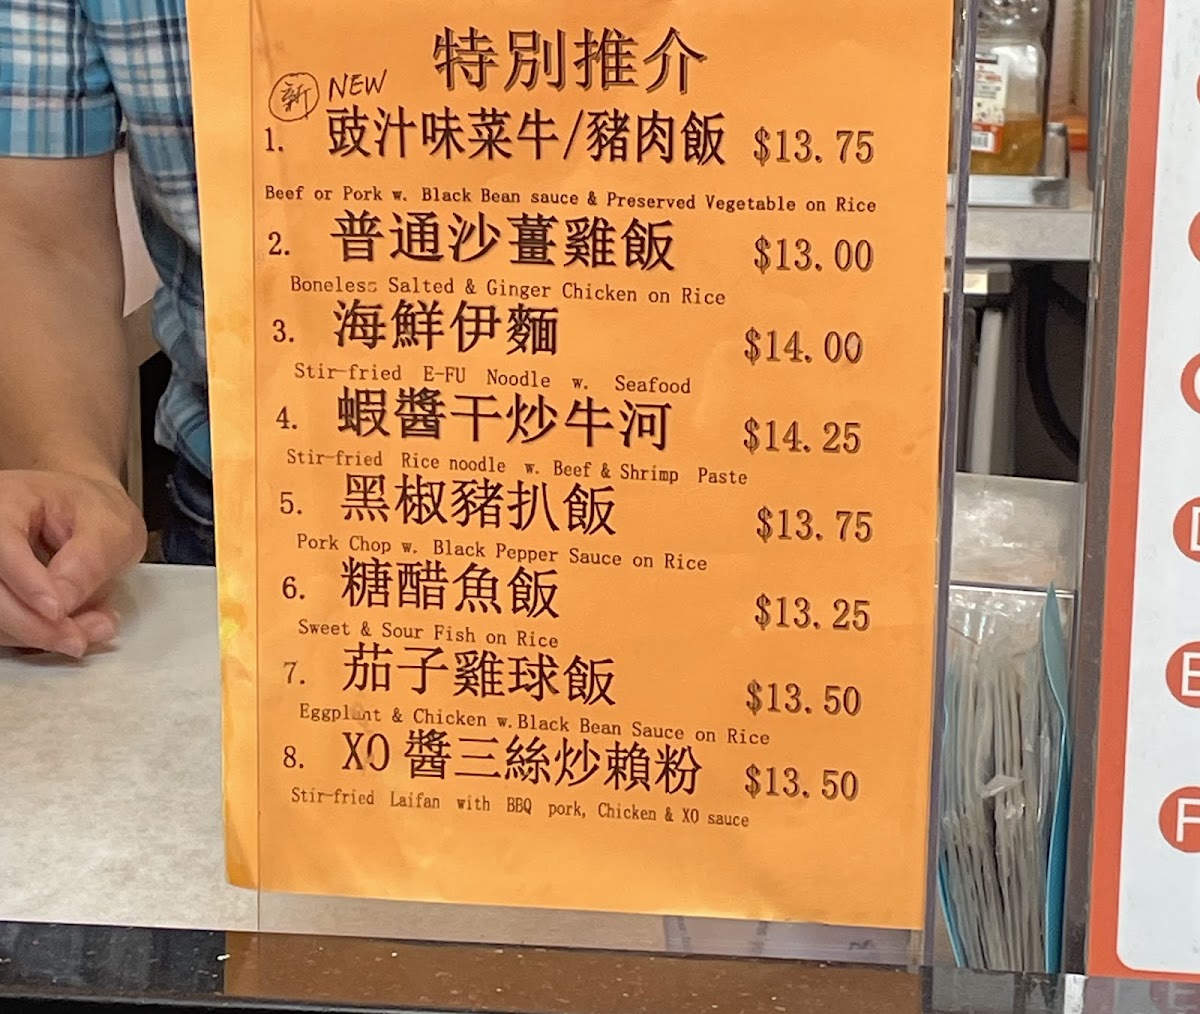 特別推介
新 NEW
1. 豉汁味菜牛/豬肉飯 $13.75
Beef or Pork w. Black Bean sauce & Preserved Vegetable on Rice
2. 普通沙薑雞飯 $13.00
Boneless Salted & Ginger Chicken on Rice
3. 海鮮伊麵 $14.00
Stir-fried E-FU Noodle w. Seafood
4. 蝦醬干炒牛河 $14.25
Stir-fried Rice noodle w. Beef & Shrimp Paste
5. 黑椒豬扒飯 $13.75
Pork Chop w. Black Pepper Sauce on Rice
6. 糖醋魚飯 $13.25
Sweet & Sour Fish on Rice
7. 茄子雞球飯 $13.50
Eggplant & Chicken w. Black Bean Sauce on Rice
8. XO 醬三絲炒賴粉 $13.50
Stir-fried Laifan with BBQ pork, Chicken & XO sauce